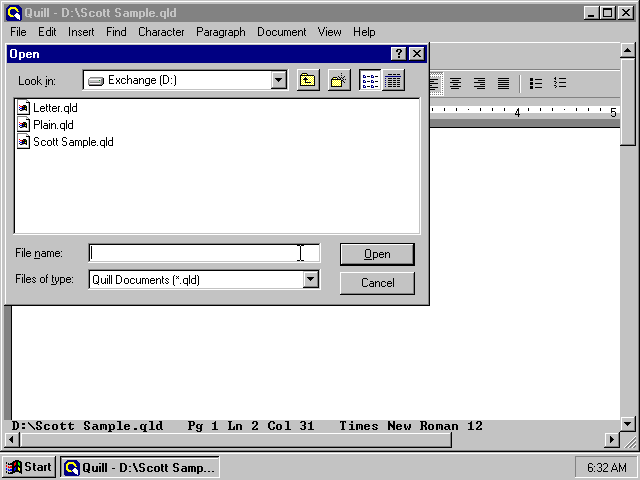 Quill - D:\Scott Sample.qld
File Edit Insert Find Character Paragraph Document View Help
Open
Look in: Exchange (D:)
4 5
Letter.qld
Plain.qld
Scott Sample.qld
File name: Open
Files of type: Quill Documents (*.qld) Cancel
D:\Scott Sample.qld Pg 1 Ln 2 Col 31 Times New Roman 12
Start Quill - D:\Scott Samp... 6:32 AM